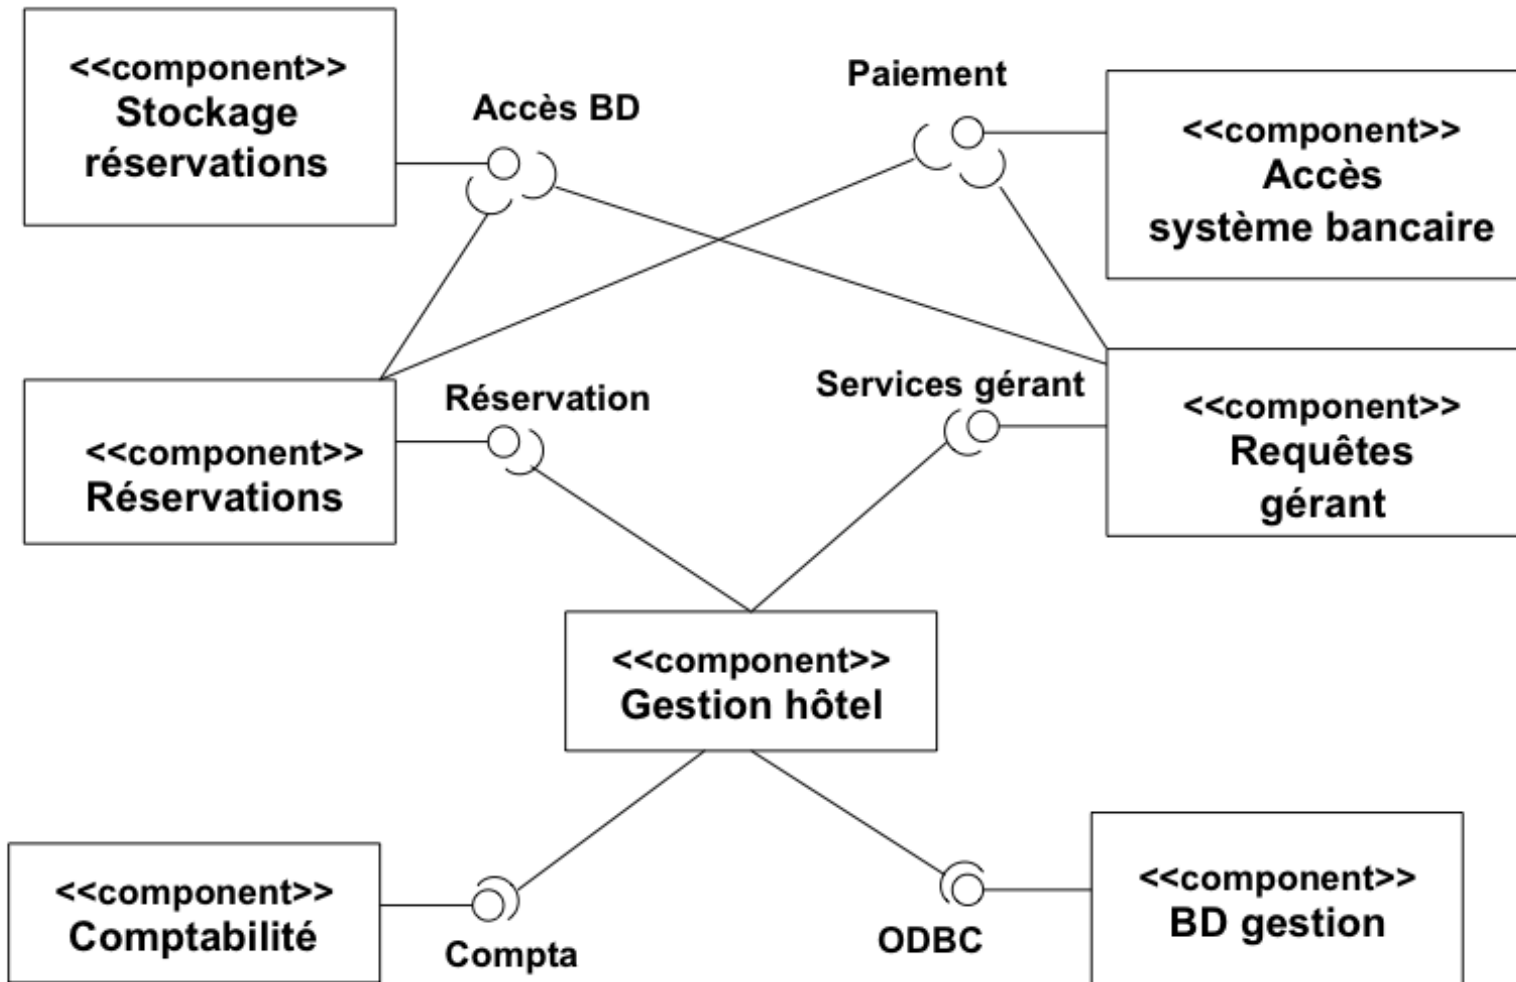 <<component>>
Stockage
réservations
Accès BD
Paiement
<<component>>
Accès
système bancaire
<<component>>
Réservations
Réservation
Services gérant
<<component>>
Requêtes
gérant
<<component>>
Gestion hôtel
<<component>>
Comptabilité
Compta
ODBC
<<component>>
BD gestion